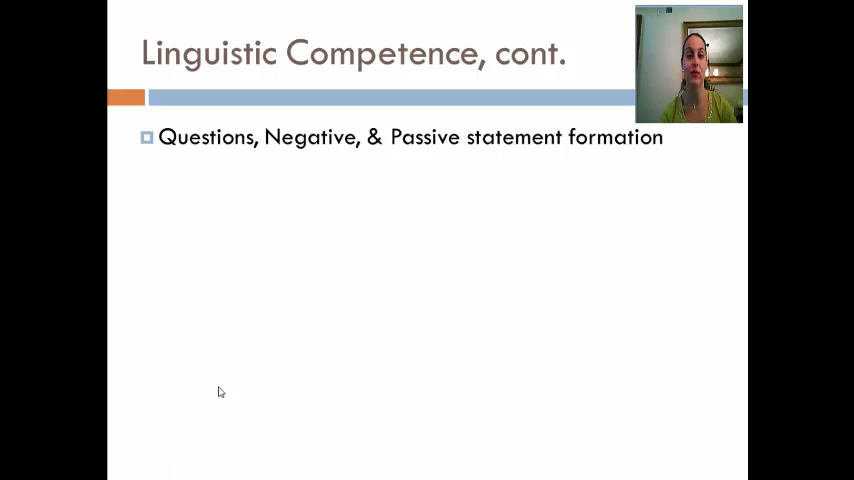 Linguistic Competence, cont.
Questions, Negative, & Passive statement formation